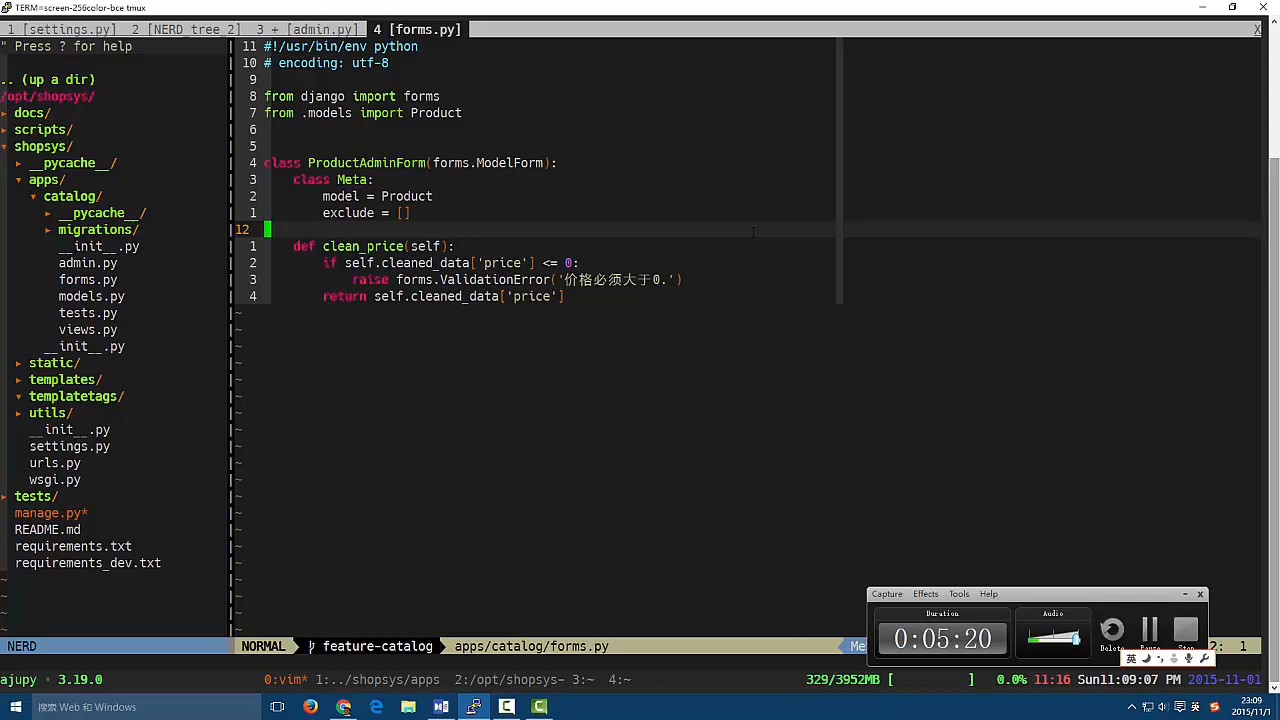 TERM=screen-256color-bce tmux
1 [settings.py] 2 [NERD_tree_2] 3 + [admin.py] 4 [forms.py] X
" Press ? for help
.. (up a dir)
/opt/shopsys/
▸ docs/
▸ scripts/
▾ shopsys/
▸ __pycache__/
▾ apps/
▾ catalog/
▸ __pycache__/
▸ migrations/
__init__.py
admin.py
forms.py
models.py
tests.py
views.py
__init__.py
▸ static/
▸ templates/
▾ templatetags/
▸ utils/
__init__.py
settings.py
urls.py
wsgi.py
▸ tests/
manage.py*
README.md
requirements.txt
requirements_dev.txt
11 #!/usr/bin/env python
10 # encoding: utf-8
9
8 from django import forms
7 from .models import Product
6
5
4 class ProductAdminForm(forms.ModelForm):
3 class Meta:
2 model = Product
1 exclude = []
12
1 def clean_price(self):
2 if self.cleaned_data['price'] <= 0:
3 raise forms.ValidationError('价格必须大于0.')
4 return self.cleaned_data['price']
Capture Effects Tools Help
Duration Audio
0:05:20
Delete Pause Stop
英
NERD NORMAL feature-catalog apps/catalog/forms.py Me 2: 1
ajupy · 3.19.0 0:vim* 1:../shopsys/apps 2:/opt/shopsys- 3:~ 4:~ 329/3952MB [ ] 0.0% 11:16 Sun11:09:07 PM 2015-11-01
搜索 Web 和 Windows
英
23:09
2015/11/1